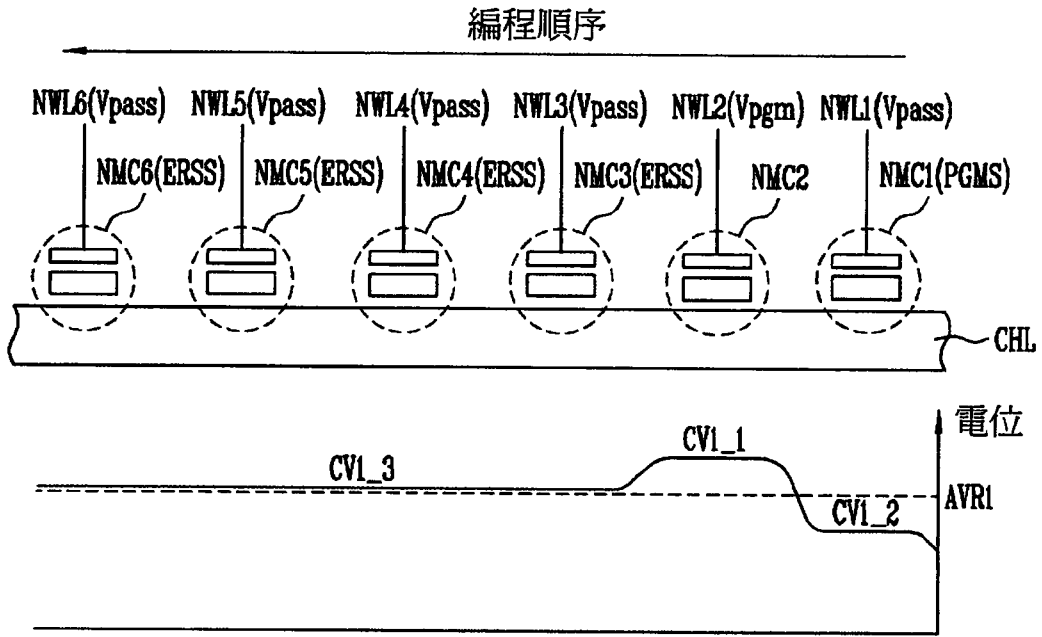 編程順序
NWL6(Vpass) NWL5(Vpass) NWL4(Vpass) NWL3(Vpass) NWL2(Vpgm) NWL1(Vpass)
NMC6(ERSS) NMC5(ERSS) NMC4(ERSS) NMC3(ERSS) NMC2 NMC1(PGMS)
CHL
電位
CV1_1
CV1_3
AVR1
CV1_2